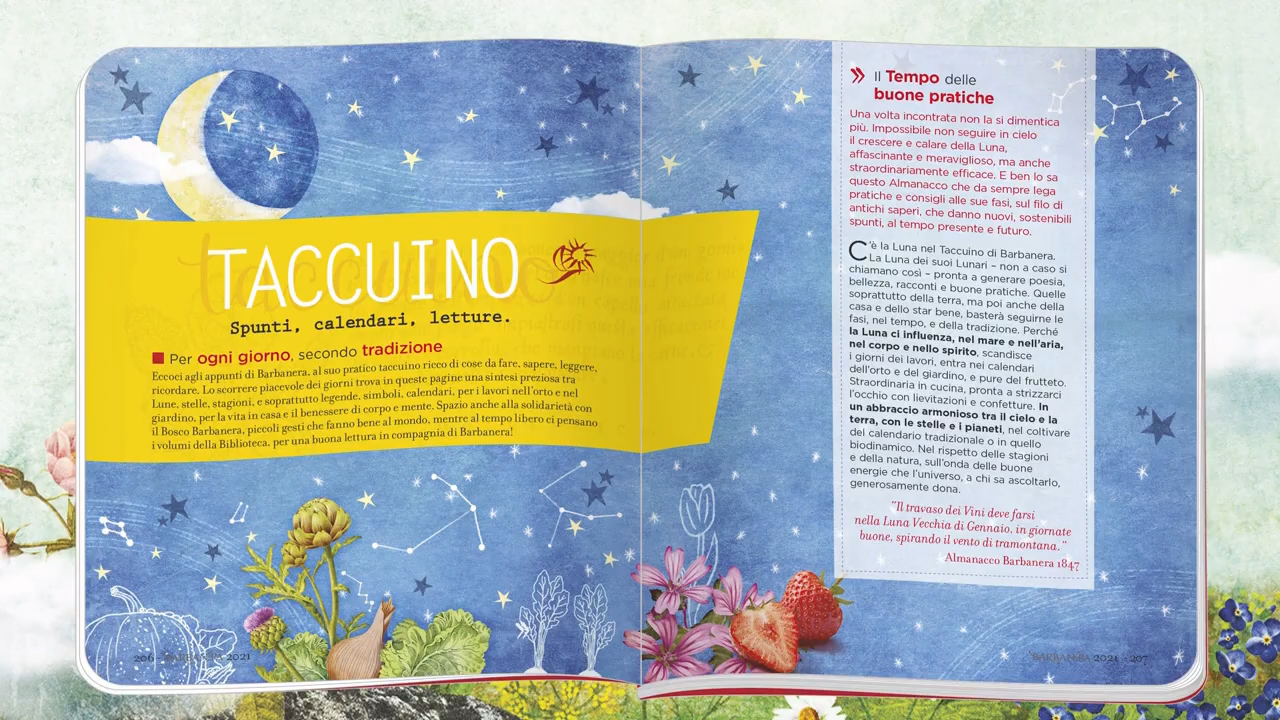 TACCUINO
Spunti, calendari, letture.
Per ogni giorno, secondo tradizione
Eccoci agli appunti di Barbanera, al suo pratico taccuino ricco di cose da fare, sapere, leggere,
ricordare. Lo scorrere piacevole dei giorni trova in queste pagine una sintesi preziosa tra
Lune, stelle, stagioni, e soprattutto legende, simboli, calendari, per i lavori nell'orto e nel
giardino, per la vita in casa e il benessere di corpo e mente. Spazio anche alla solidarietà con
il Bosco Barbanera, piccoli gesti che fanno bene al mondo, mentre al tempo libero ci pensano
i volumi della Biblioteca, per una buona lettura in compagnia di Barbanera!
206 - BARBANERA 2021
Il Tempo delle
buone pratiche
Una volta incontrata non la si dimentica
più. Impossibile non seguire in cielo
il crescere e calare della Luna,
affascinante e meraviglioso, ma anche
straordinariamente efficace. E ben lo sa
questo Almanacco che da sempre lega
pratiche e consigli alle sue fasi, sul filo di
antichi saperi, che danno nuovi, sostenibili
spunti, al tempo presente e futuro.
C'è la Luna nel Taccuino di Barbanera.
La Luna dei suoi Lunari – non a caso si
chiamano così – pronta a generare poesia,
bellezza, racconti e buone pratiche. Quelle
soprattutto della terra, ma poi anche della
casa e dello star bene, basterà seguirne le
fasi, nel tempo, e della tradizione. Perché
la Luna ci influenza, nel mare e nell'aria,
nel corpo e nello spirito, scandisce
i giorni dei lavori, entra nei calendari
dell'orto e del giardino, e pure del frutteto.
Straordinaria in cucina, pronta a strizzarci
l'occhio con lievitazioni e confetture. In
un abbraccio armonioso tra il cielo e la
terra, con le stelle e i pianeti, nel coltivare
del calendario tradizionale o in quello
biodinamico. Nel rispetto delle stagioni
e della natura, sull'onda delle buone
energie che l'universo, a chi sa ascoltarlo,
generosamente dona.
"Il travaso dei Vini deve farsi
nella Luna Vecchia di Gennaio, in giornate
buone, spirando il vento di tramontana."
Almanacco Barbanera 1847
BARBANERA 2021 - 207